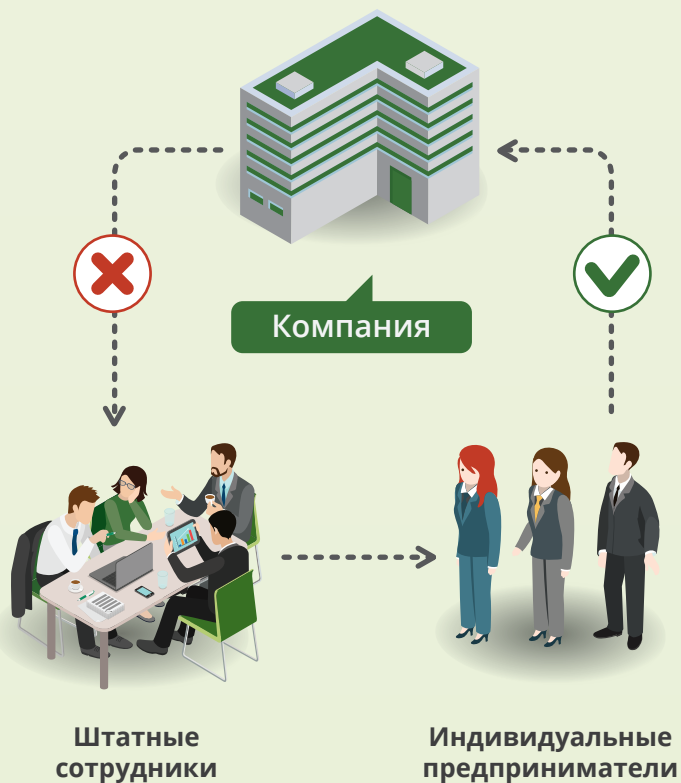 Компания
Штатные
сотрудники
Индивидуальные
предприниматели